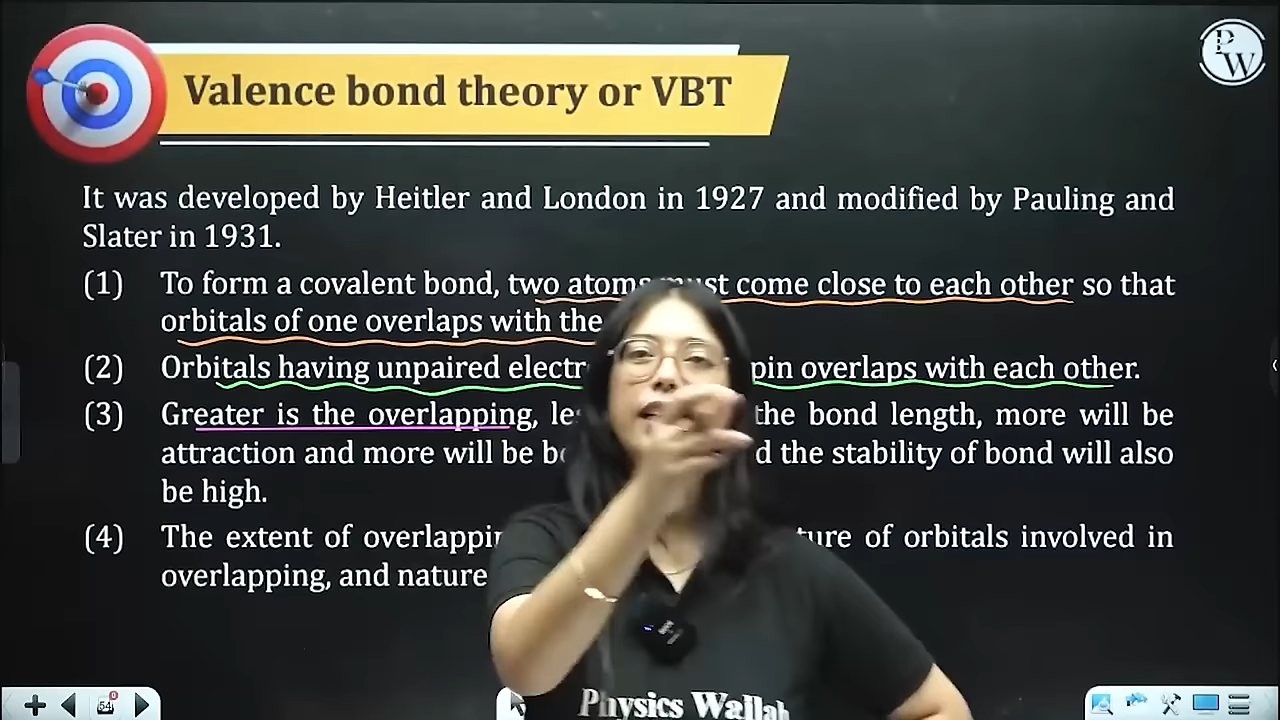 Valence bond theory or VBT
PW
It was developed by Heitler and London in 1927 and modified by Pauling and
Slater in 1931.
(1) To form a covalent bond, two atoms must come close to each other so that
orbitals of one overlaps with the
(2) Orbitals having unpaired pin overlaps with each other.
(3) Greater is the overlapping, the bond length, more will be
attraction and more will be d the stability of bond will also
be high.
(4) The extent of ture of orbitals involved in
overlapping, and nature
54
Physics Wallah